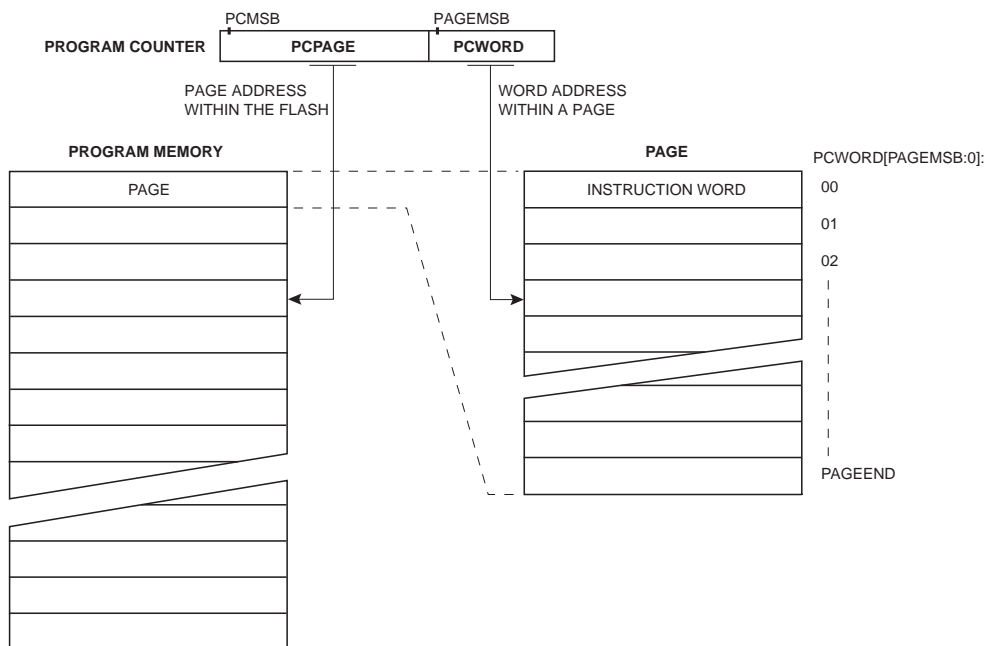 PCMSB
PAGEMSB
PROGRAM COUNTER
PCPAGE
PCWORD
PAGE ADDRESS
WITHIN THE FLASH
WORD ADDRESS
WITHIN A PAGE
PROGRAM MEMORY
PAGE
PCWORD[PAGEMSB:0]:
PAGE
INSTRUCTION WORD
00
01
02
PAGEEND